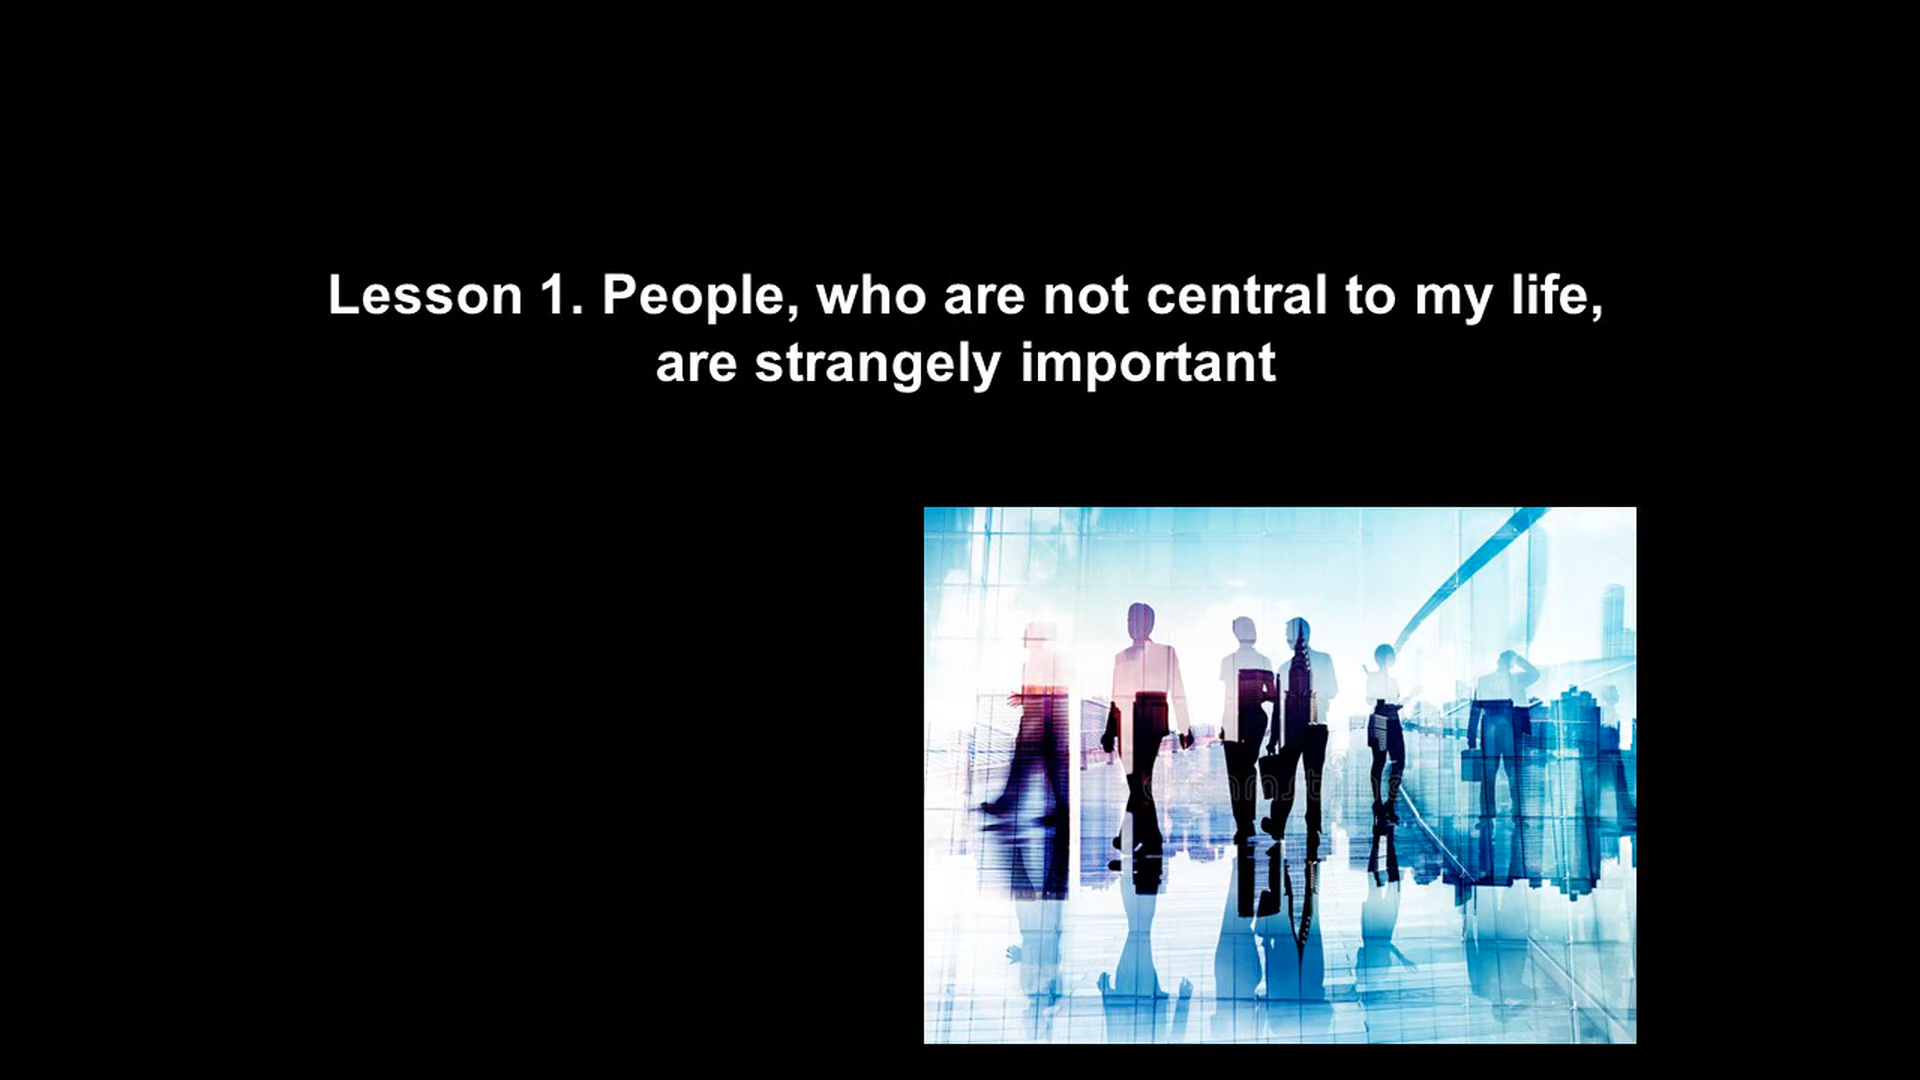 Lesson 1. People, who are not central to my life,
are strangely important